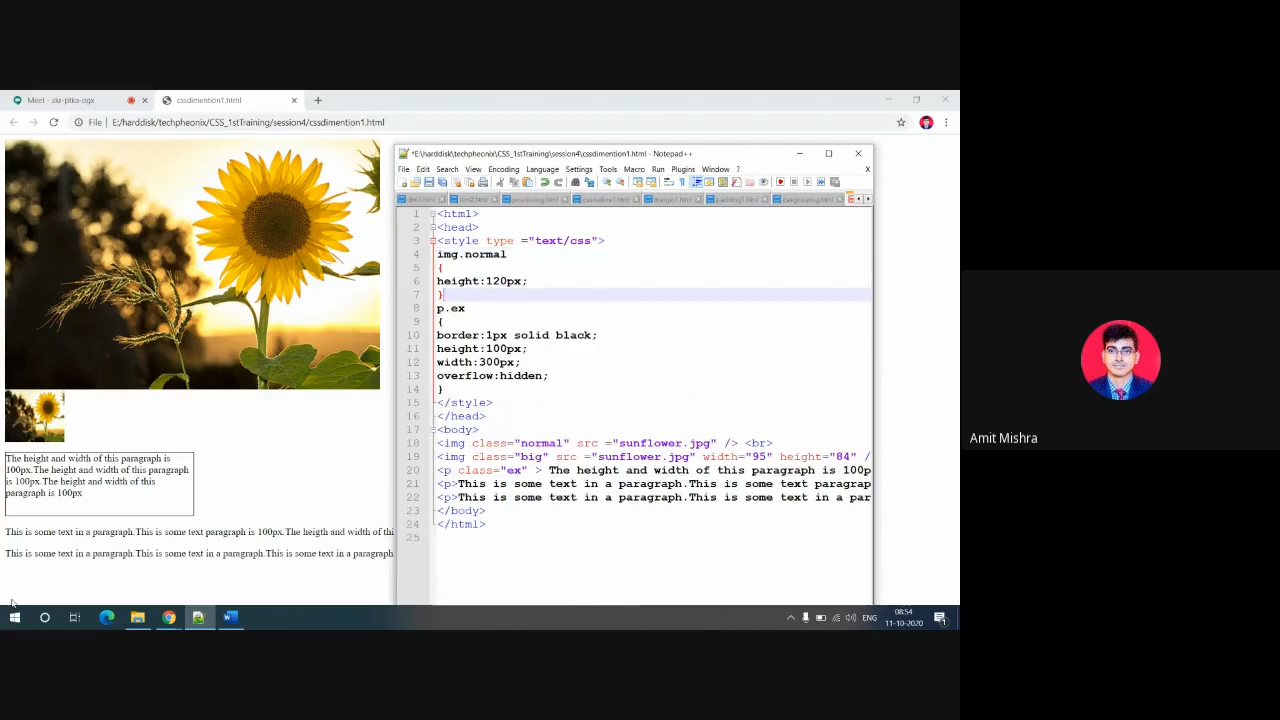 Meet - zkr-ptka-ogx
cssdimention1.html
File | E:/harddisk/techpheonix/CSS_1stTraining/session4/cssdimention1.html
*E:\harddisk\techpheonix\CSS_1stTraining\session4\cssdimention1.html - Notepad++
File Edit Search View Encoding Language Settings Tools Macro Run Plugins Window ?
X
1 <html>
2 <head>
3 <style type ="text/css">
4 img.normal
5 {
6 height:120px;
7 }
8 p.ex
9 {
10 border:1px solid black;
11 height:100px;
12 width:300px;
13 overflow:hidden;
14 }
15 </style>
16 </head>
17 <body>
18 <img class="normal" src ="sunflower.jpg" /> <br>
19 <img class="big" src ="sunflower.jpg" width="95" height="84" /
20 <p class="ex" > The height and width of this paragraph is 100p
21 <p>This is some text in a paragraph.This is some text paragrap
22 <p>This is some text in a paragraph.This is some text in a par
23 </body>
24 </html>
25
The height and width of this paragraph is
100px.The height and width of this paragraph
is 100px.The height and width of this
paragraph is 100px
This is some text in a paragraph.This is some text paragraph is 100px.The heigth and width of thi
This is some text in a paragraph.This is some text in a paragraph.This is some text in a paragraph
Amit Mishra
ENG
08:54
11-10-2020